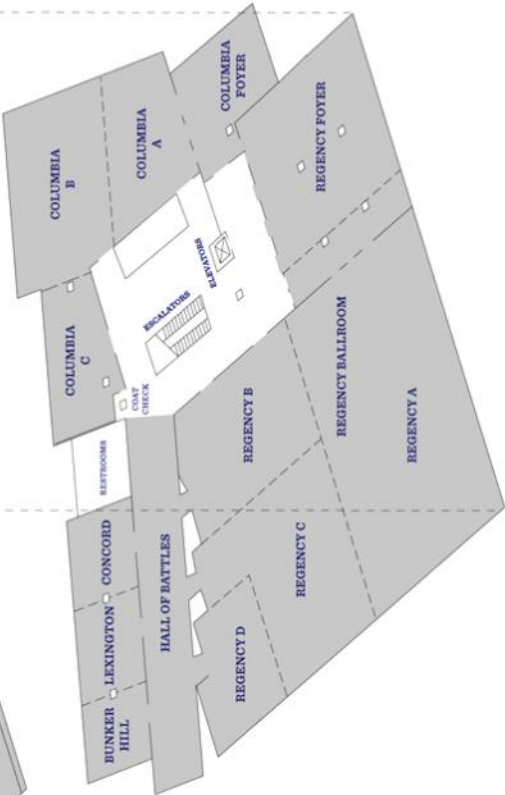 COLUMBIA
FOYER
REGENCY FOYER
COLUMBIA
A
COLUMBIA
B
ELEVATORS
ESCALATORS
COLUMBIA
C
COAT
CHECK
RESTROOMS
REGENCY BALLROOM
REGENCY A
REGENCY B
REGENCY C
REGENCY D
HALL OF BATTLES
CONCORD
LEXINGTON
BUNKER
HILL